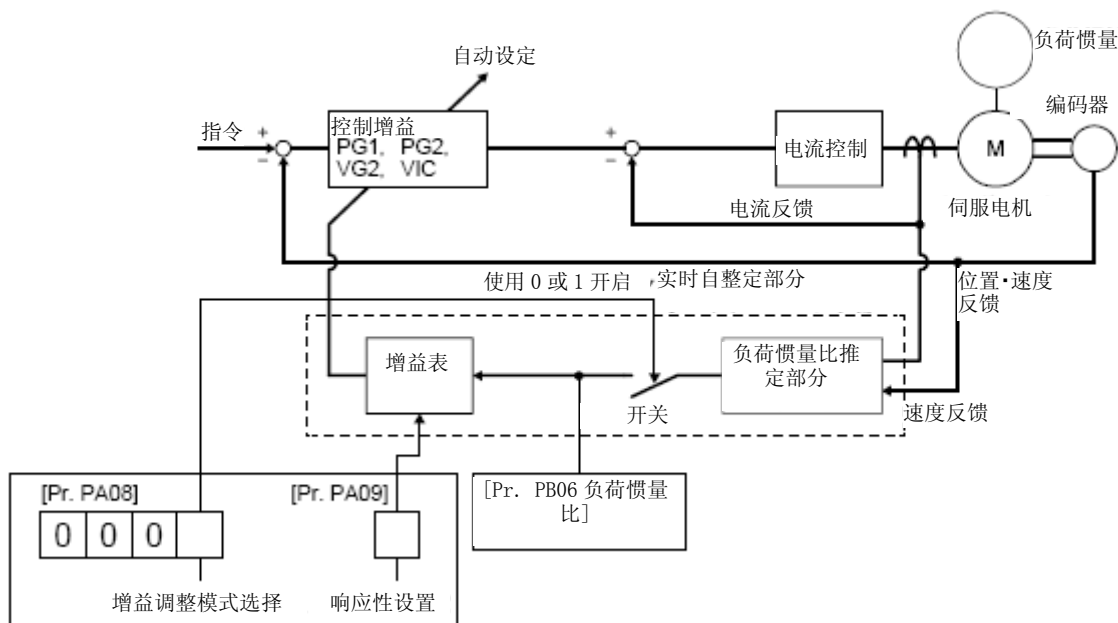 负荷惯量
自动设定
编码器
指令
+
−
控制增益
PG1, PG2,
VG2, VIC
+
−
电流控制
M
电流反馈
伺服电机
使用 0 或 1 开启
实时自整定部分
位置•速度
反馈
增益表
负荷惯量比推
定部分
开关
速度反馈
[Pr. PA08]
[Pr. PA09]
[Pr. PB06 负荷惯量
比]
0 0 0
增益调整模式选择
响应性设置